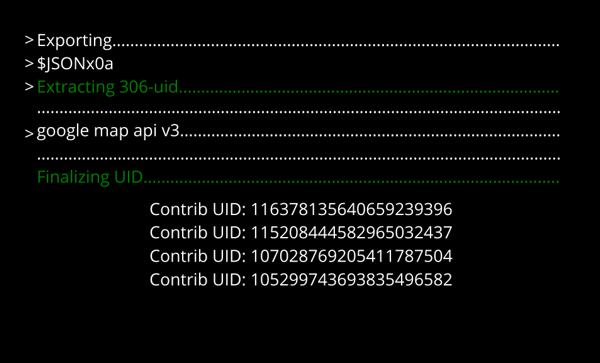 > Exporting....................................................................................................
> $JSONx0a
> Extracting 306-uid.....................................................................................
.....................................................................................................................
> google map api v3.....................................................................................
.....................................................................................................................
Finalizing UID.............................................................................................
Contrib UID: 116378135640659239396
Contrib UID: 115208444582965032437
Contrib UID: 107028769205411787504
Contrib UID: 105299743693835496582